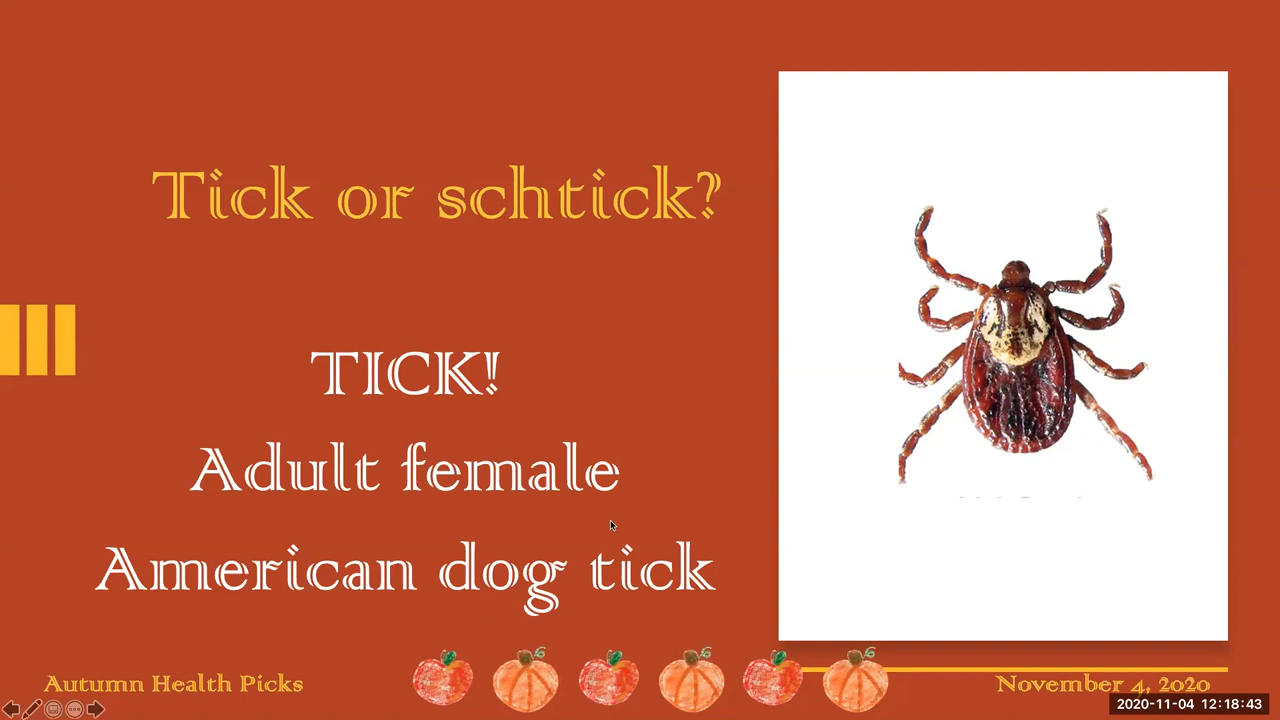 Tick or schtick?
TICK!
Adult female
American dog tick
Autumn Health Picks
November 4, 2020
2020-11-04 12:18:43